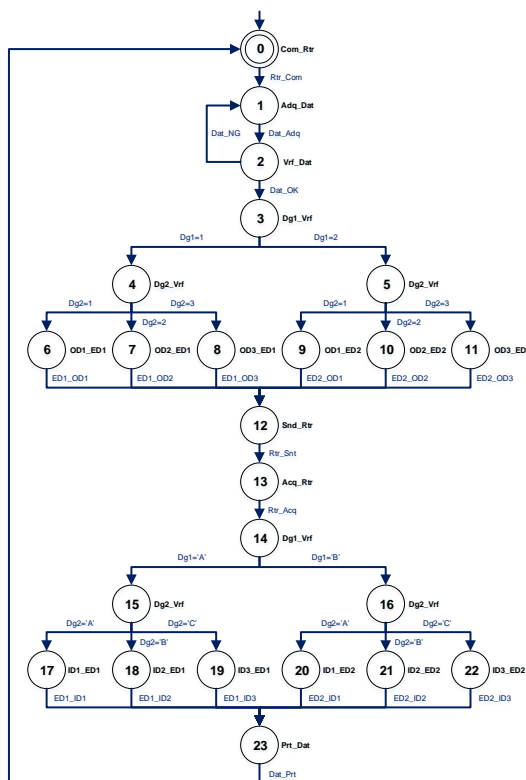 0 Com_Rtr
Rtr_Com
1 Adq_Dat
Dat_NG Dat_Adq
2 Vrf_Dat
Dat_OK
3 Dg1_Vrf
Dg1=1 Dg1=2
4 Dg2_Vrf 5 Dg2_Vrf
Dg2=1 Dg2=3 Dg2=1 Dg2=3
Dg2=2 Dg2=2
6 OD1_ED1 7 OD2_ED1 8 OD3_ED1 9 OD1_ED2 10 OD2_ED2 11 OD3_ED
ED1_OD1 ED1_OD2 ED1_OD3 ED2_OD1 ED2_OD2 ED2_OD3
12 Snd_Rtr
Rtr_Snt
13 Acq_Rtr
Rtr_Acq
14 Dg1_Vrf
Dg1='A' Dg1='B'
15 Dg2_Vrf 16 Dg2_Vrf
Dg2='A' Dg2='C' Dg2='A' Dg2='C'
Dg2='B' Dg2='B'
17 ID1_ED1 18 ID2_ED1 19 ID3_ED1 20 ID1_ED2 21 ID2_ED2 22 ID3_ED2
ED1_ID1 ED1_ID2 ED1_ID3 ED2_ID1 ED2_ID2 ED2_ID3
23 Prt_Dat
Dat_Prt